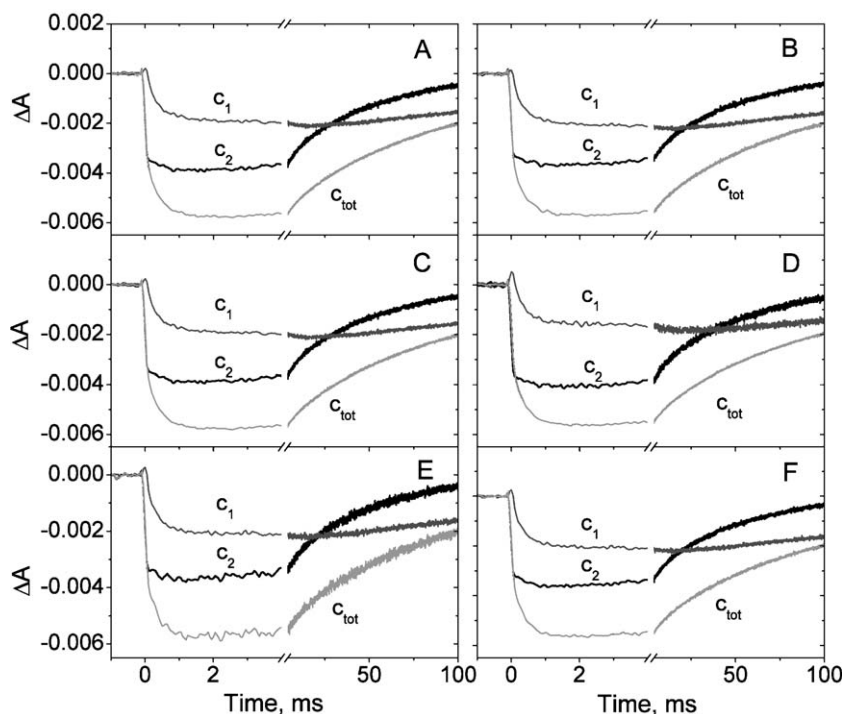 0.002
A
B
0.000
c1
c1
-0.002
ΔA
c2
c2
-0.004
ctot
ctot
-0.006
C
D
0.000
c1
c1
-0.002
ΔA
c2
c2
-0.004
ctot
ctot
-0.006
E
F
0.000
c1
c1
-0.002
ΔA
c2
c2
-0.004
ctot
ctot
-0.006
0 2 50 100 0 2 50 100
Time, ms Time, ms